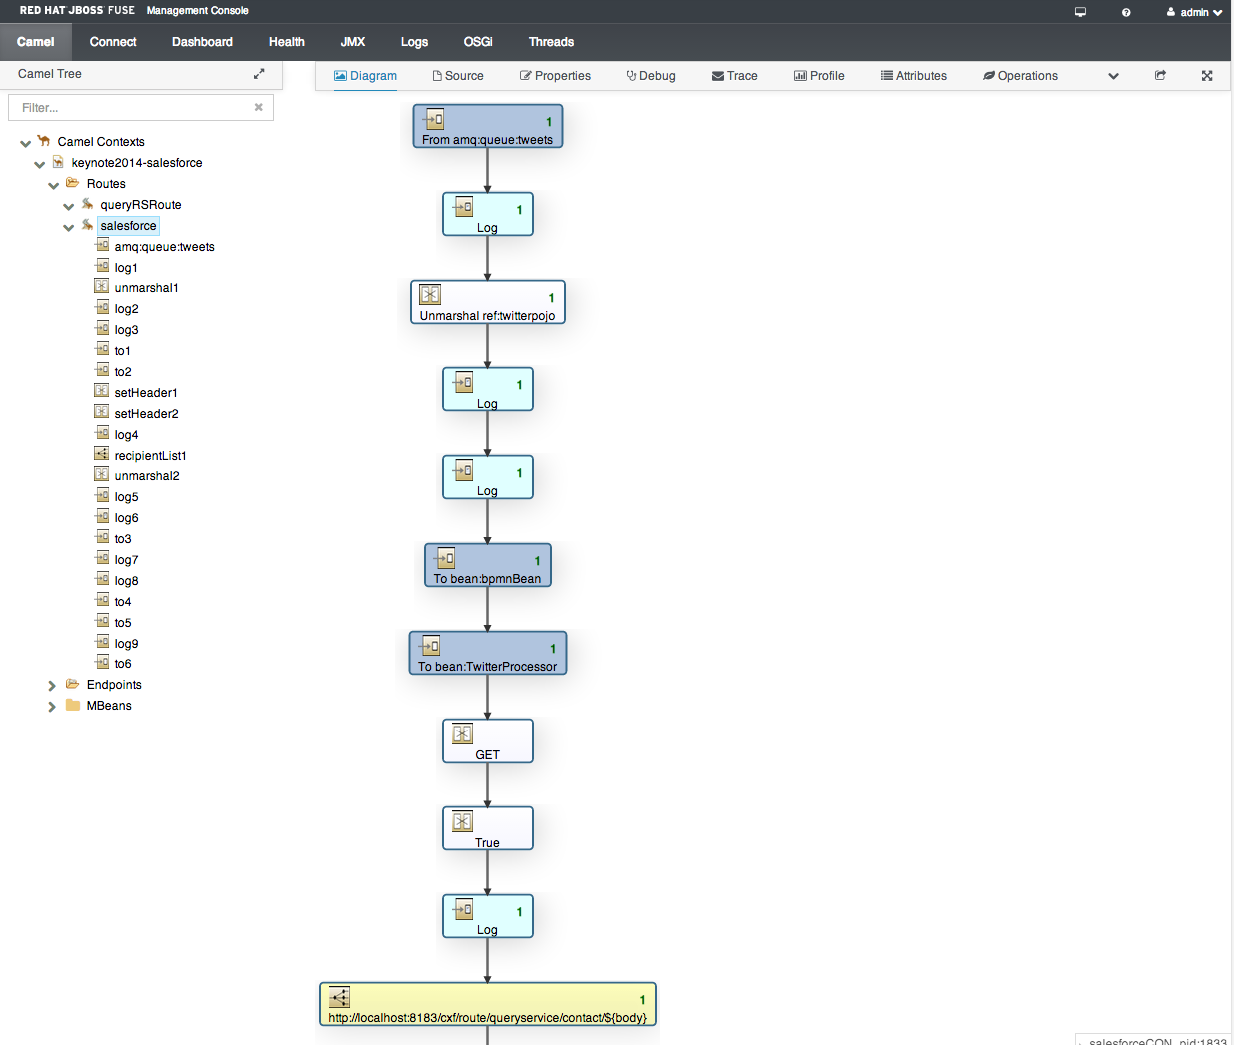 RED HAT JBOSS FUSE Management Console admin
Camel Connect Dashboard Health JMX Logs OSGi Threads
Camel Tree
Diagram Source Properties Debug Trace Profile Attributes Operations
Filter...
Camel Contexts
keynote2014-salesforce
Routes
queryRSRoute
salesforce
amq:queue:tweets
log1
unmarshal1
log2
log3
to1
to2
setHeader1
setHeader2
log4
recipientList1
unmarshal2
log5
log6
to3
log7
log8
to4
to5
log9
to6
Endpoints
MBeans
1
From amq:queue:tweets
1
Log
1
Unmarshal ref:twitterpojo
1
Log
1
Log
1
To bean:bpmnBean
1
To bean:TwitterProcessor
GET
True
1
Log
1
http://localhost:8183/cxf/route/queryservice/contact/${body}
salesforceCON, pid:1833